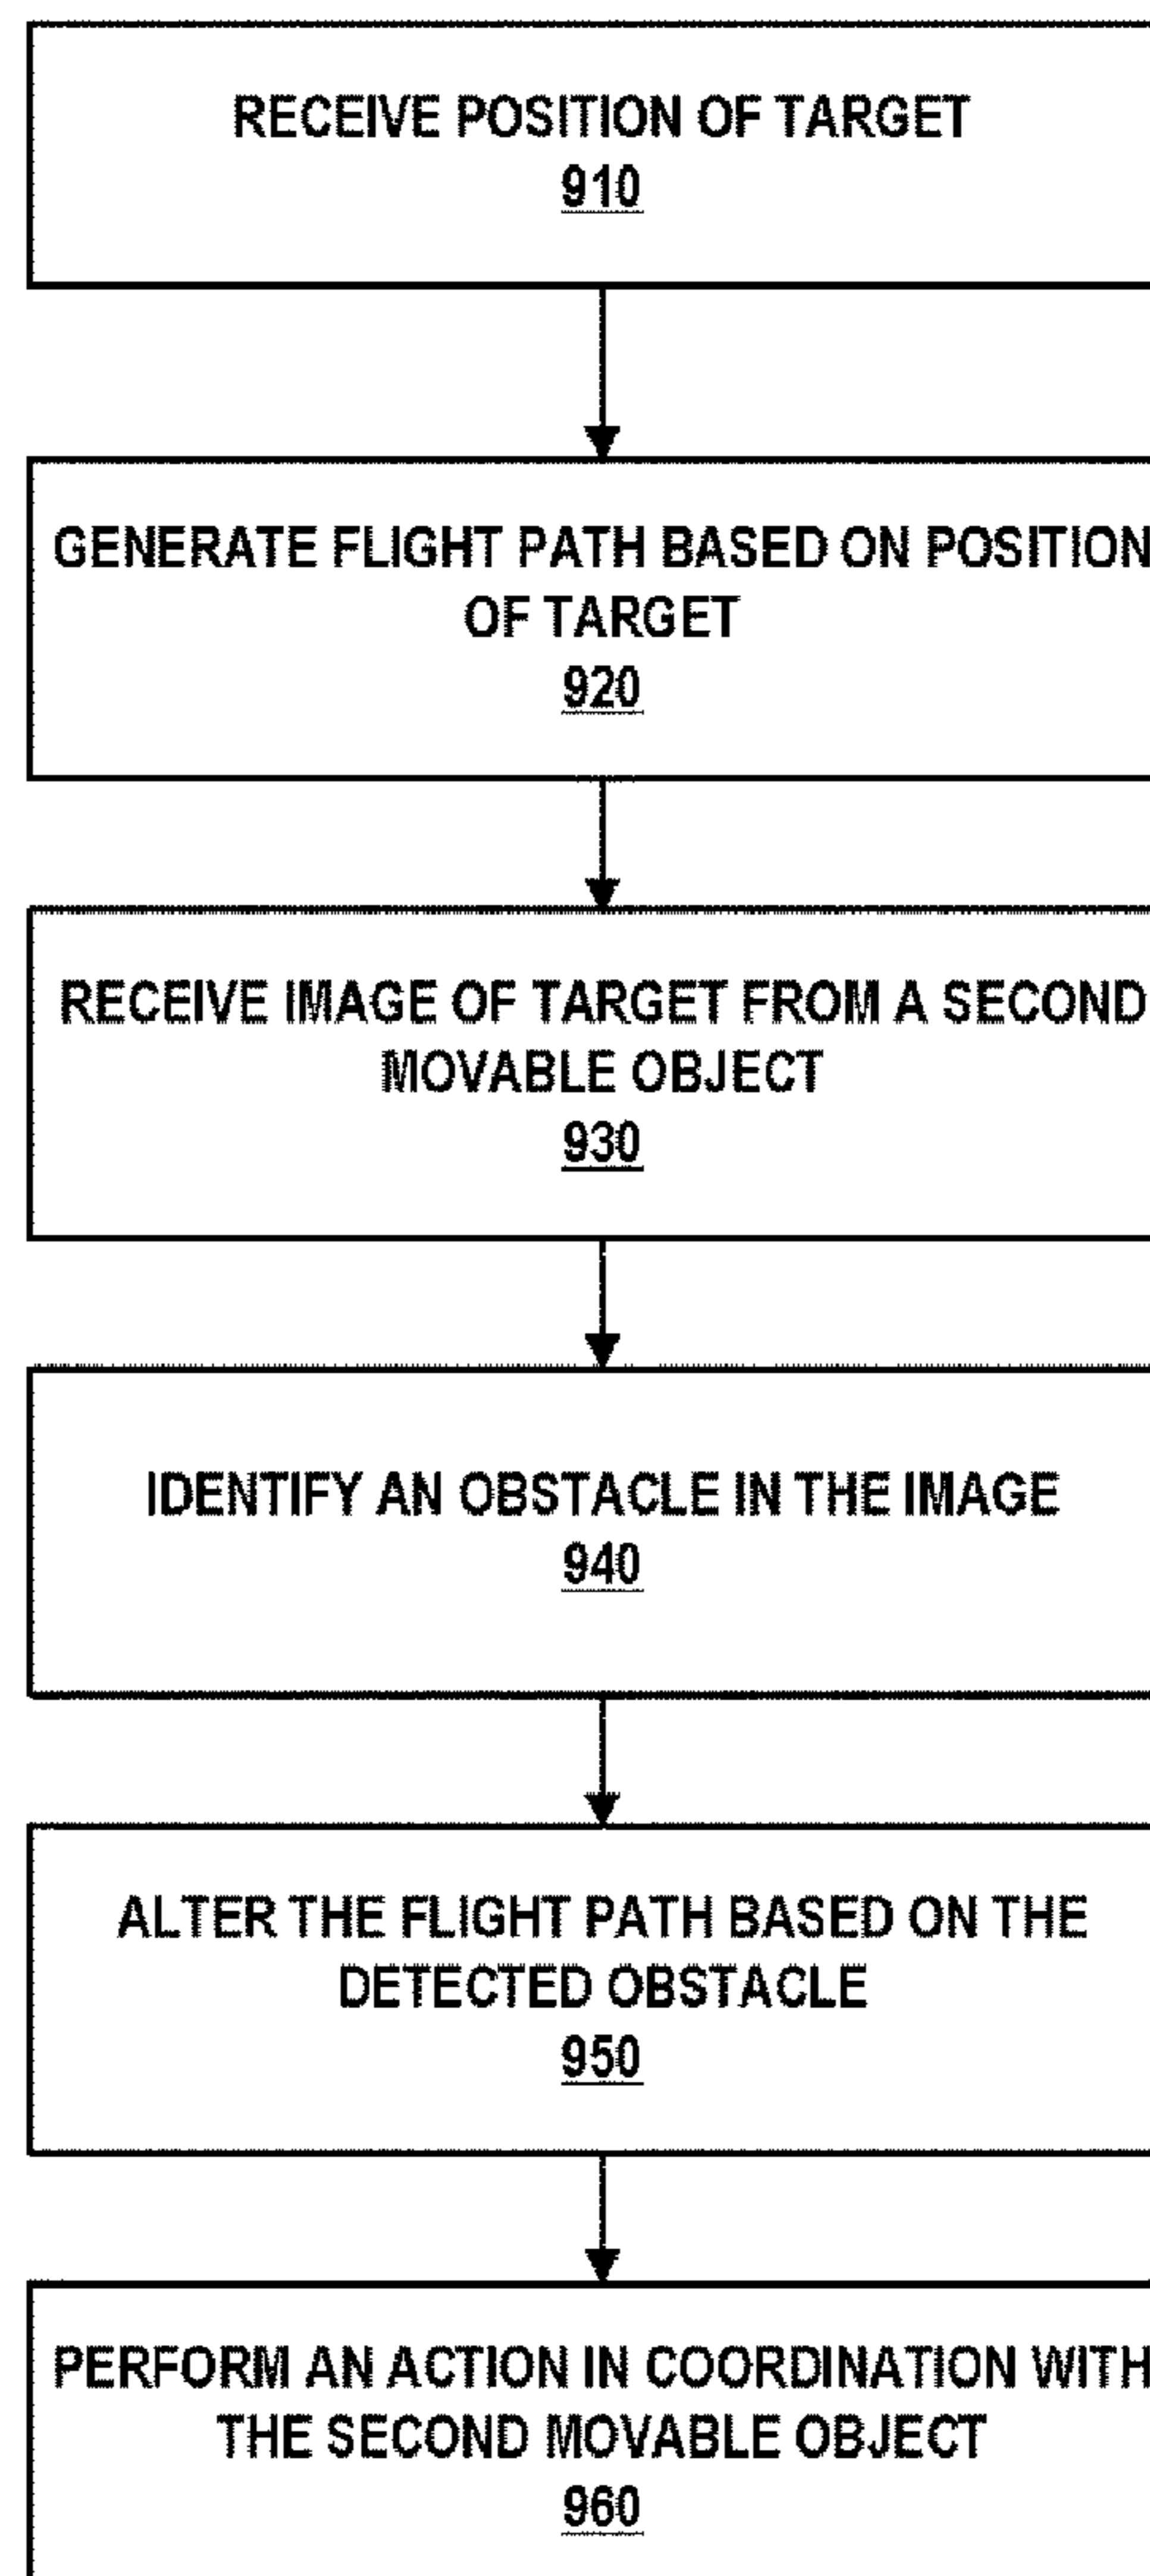 RECEIVE POSITION OF TARGET
910
GENERATE FLIGHT PATH BASED ON POSITION
OF TARGET
920
RECEIVE IMAGE OF TARGET FROM A SECOND
MOVABLE OBJECT
930
IDENTIFY AN OBSTACLE IN THE IMAGE
940
ALTER THE FLIGHT PATH BASED ON THE
DETECTED OBSTACLE
950
PERFORM AN ACTION IN COORDINATION WITH
THE SECOND MOVABLE OBJECT
960